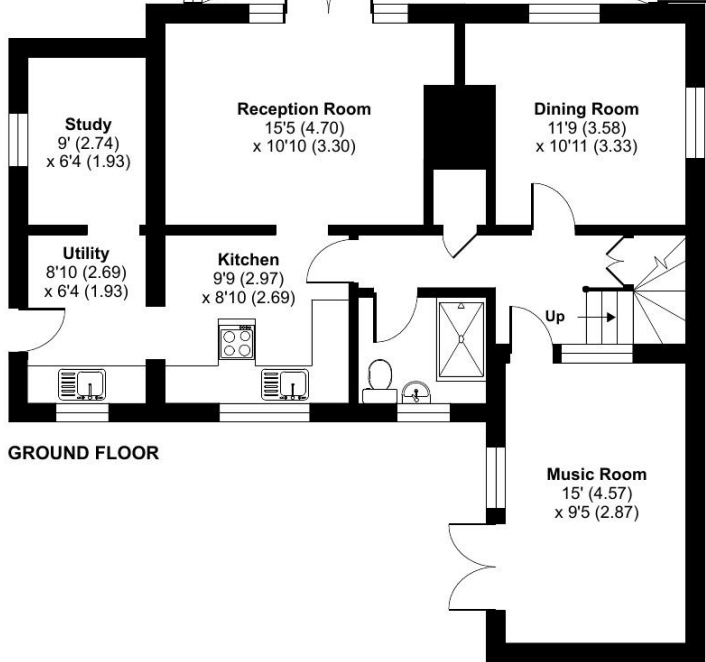 Study
9' (2.74)
x 6'4 (1.93)
Reception Room
15'5 (4.70)
x 10'10 (3.30)
Dining Room
11'9 (3.58)
x 10'11 (3.33)
Utility
8'10 (2.69)
x 6'4 (1.93)
Kitchen
9'9 (2.97)
x 8'10 (2.69)
Up
GROUND FLOOR
Music Room
15' (4.57)
x 9'5 (2.87)